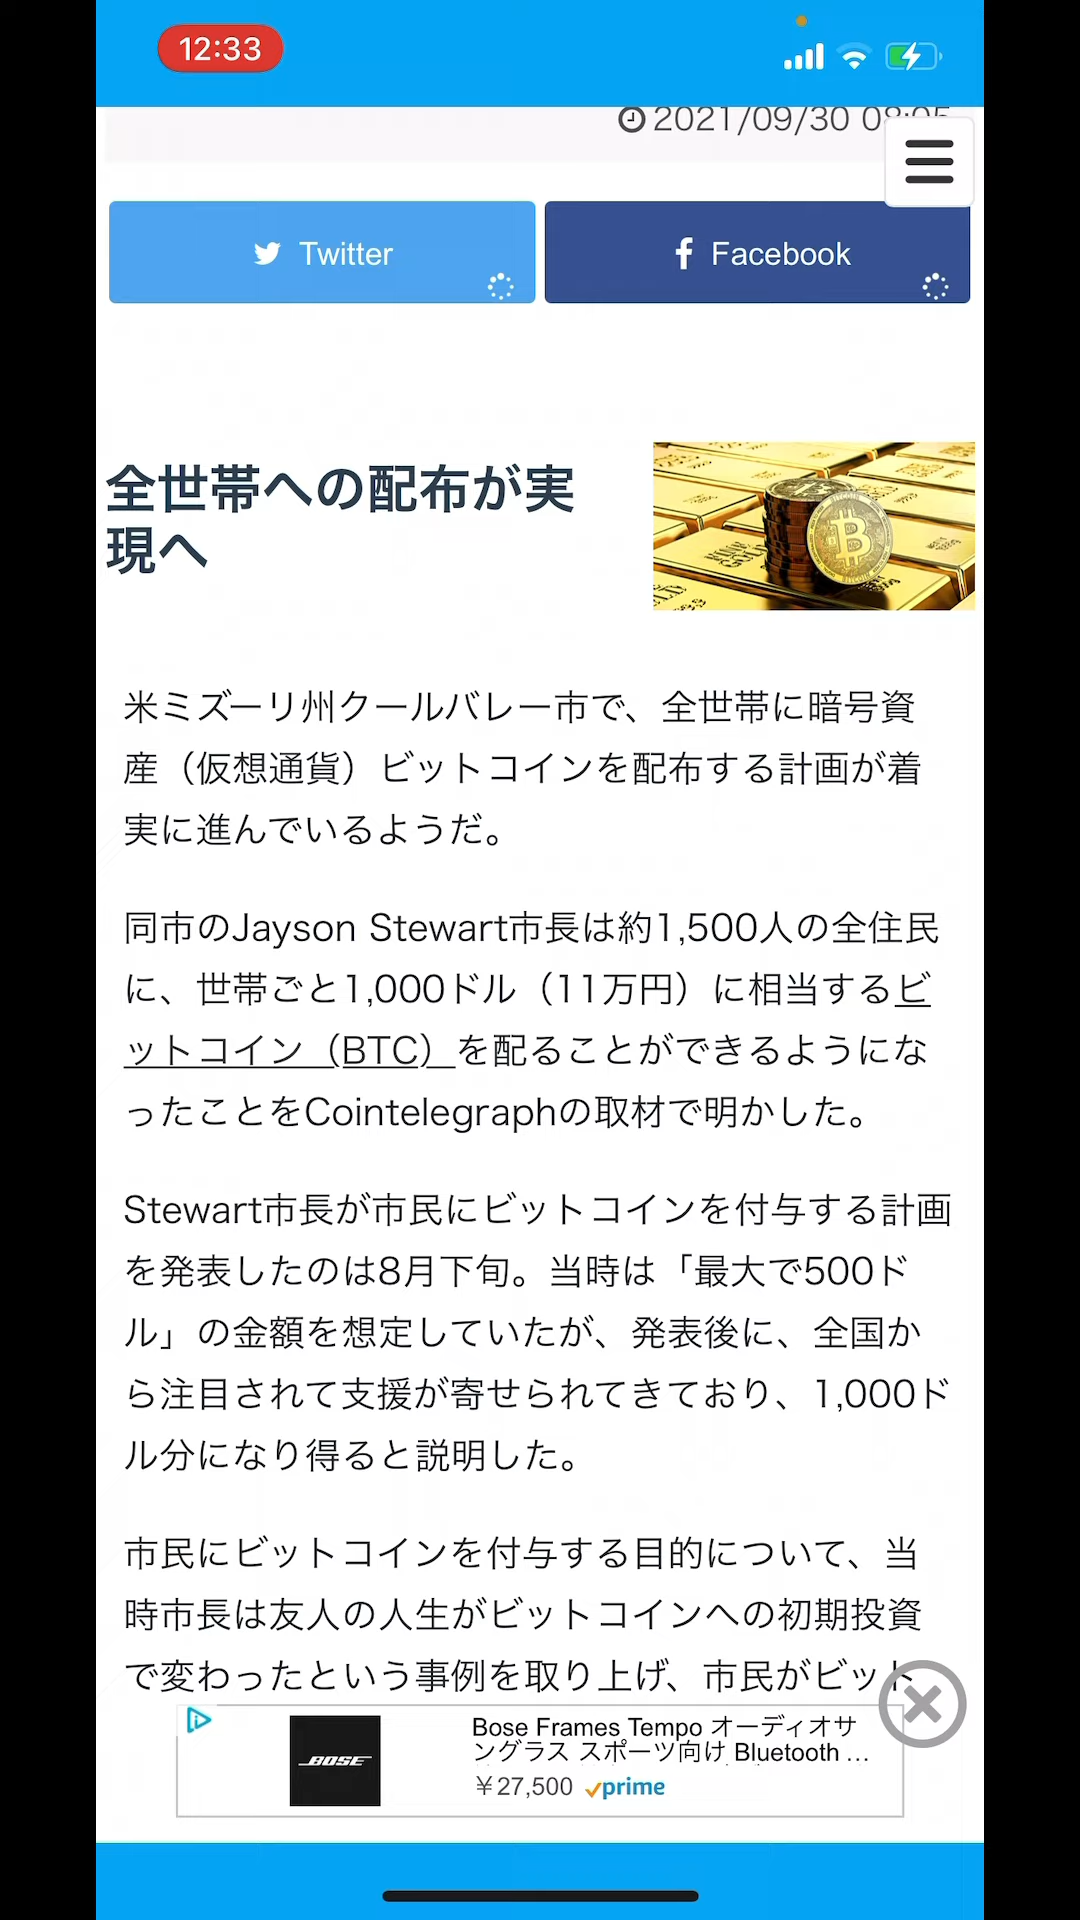 12:33
2021/09/30 08:05
Twitter
Facebook
全世帯への配布が実
現へ
米ミズーリ州クールバレー市で、全世帯に暗号資
産（仮想通貨）ビットコインを配布する計画が着
実に進んでいるようだ。
同市のJayson Stewart市長は約1,500人の全住民
に、世帯ごと1,000ドル（11万円）に相当するビ
ットコイン（BTC）を配ることができるようにな
ったことをCointelegraphの取材で明かした。
Stewart市長が市民にビットコインを付与する計画
を発表したのは8月下旬。当時は「最大で500ド
ル」の金額を想定していたが、発表後に、全国か
ら注目されて支援が寄せられてきており、1,000ド
ル分になり得ると説明した。
市民にビットコインを付与する目的について、当
時市長は友人の人生がビットコインへの初期投資
で変わったという事例を取り上げ、市民がビット
BOSE
Bose Frames Tempo オーディオサ
ングラス スポーツ向け Bluetooth ...
￥27,500 prime